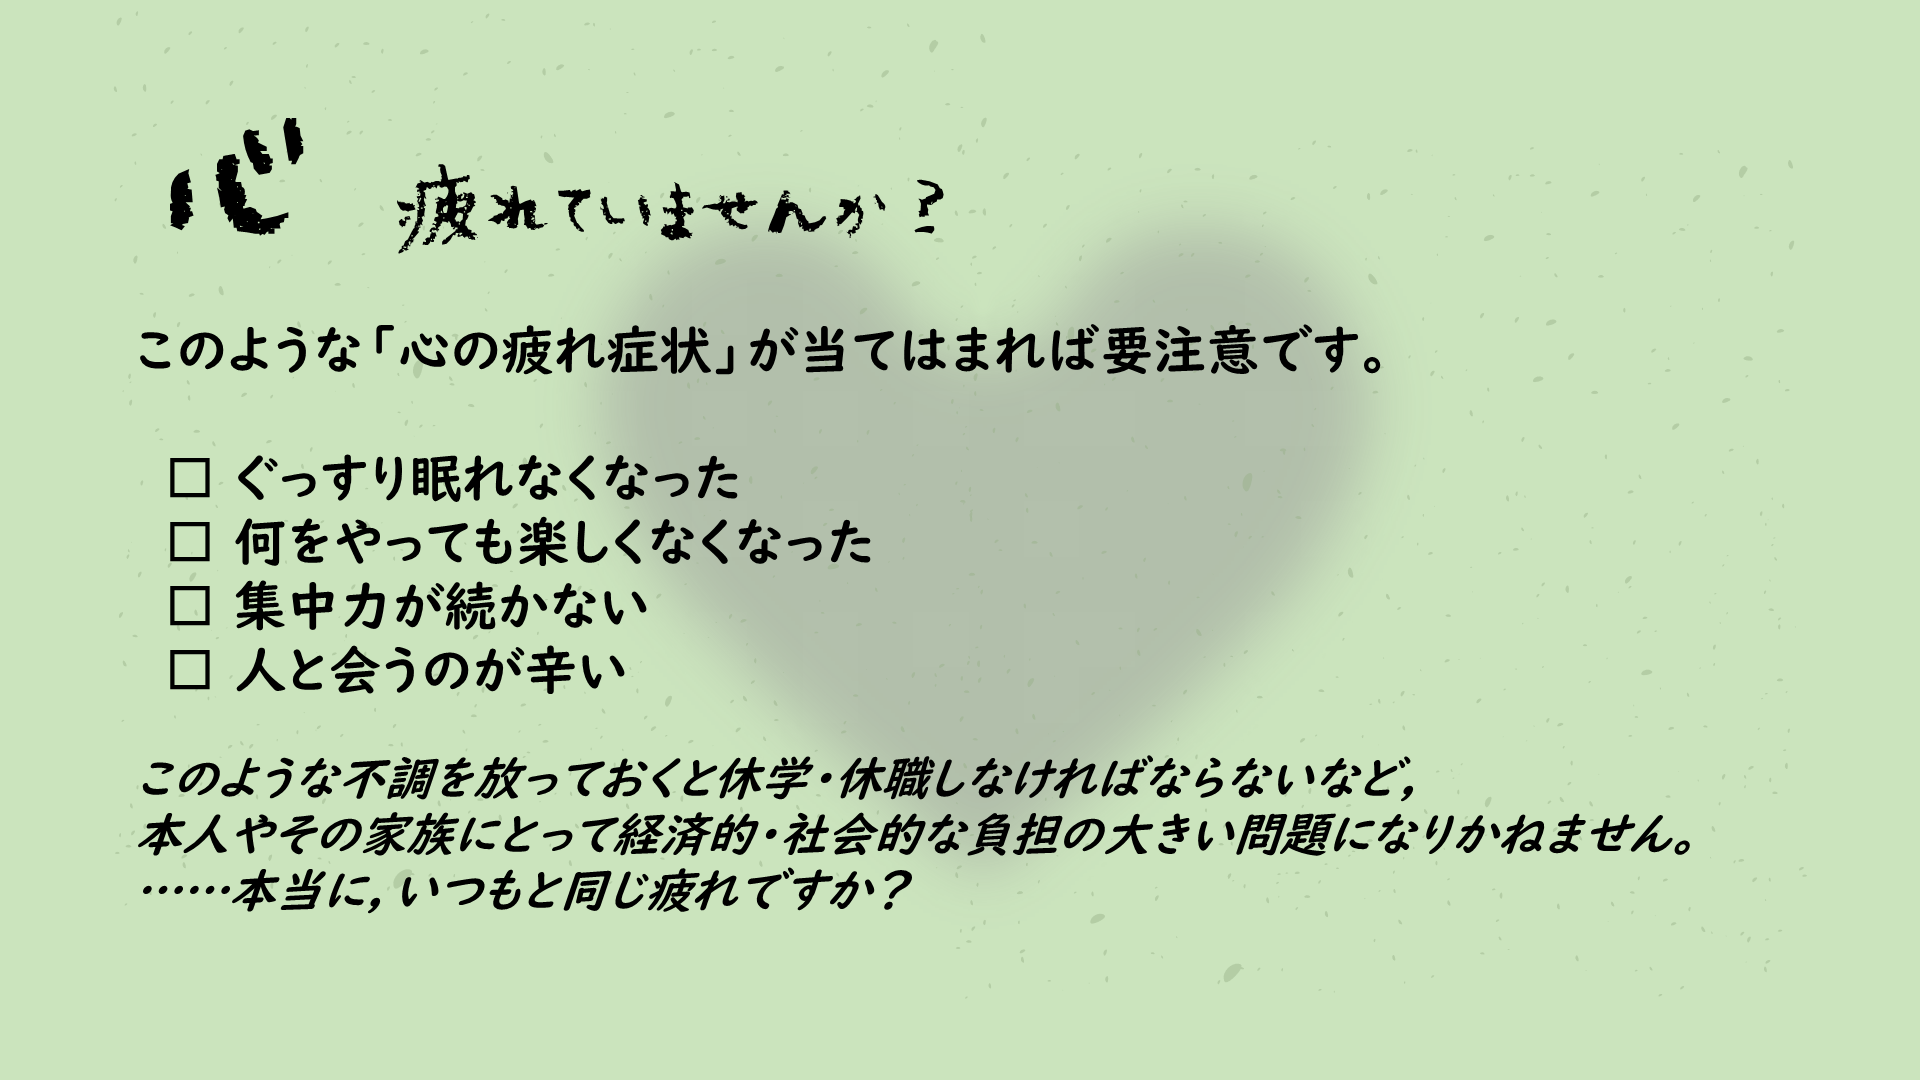 心 疲れていませんか？
このような「心の疲れ症状」が当てはまれば要注意です。
□ ぐっすり眠れなくなった
□ 何をやっても楽しくなくなった
□ 集中力が続かない
□ 人と会うのが辛い
このような不調を放っておくと休学・休職しなければならないなど，
本人やその家族にとって経済的・社会的な負担の大きい問題になりかねません。
……本当に，いつもと同じ疲れですか？